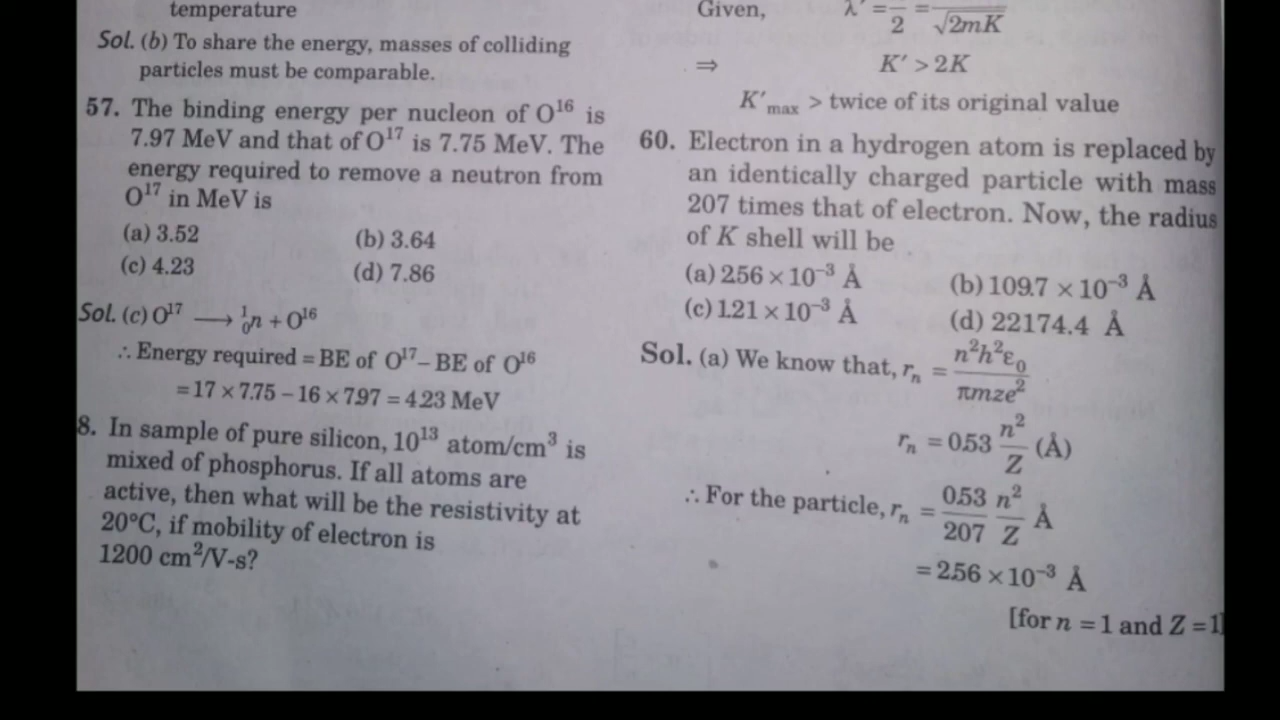 temperature
Sol. (b) To share the energy, masses of colliding
particles must be comparable.
57. The binding energy per nucleon of O¹⁶ is
7.97 MeV and that of O¹⁷ is 7.75 MeV. The
energy required to remove a neutron from
O¹⁷ in MeV is
(a) 3.52 (b) 3.64
(c) 4.23 (d) 7.86
Sol. (c) O¹⁷ ⟶ ¹₀n + O¹⁶
∴ Energy required = BE of O¹⁷ – BE of O¹⁶
= 17 × 7.75 – 16 × 7.97 = 4.23 MeV
8. In sample of pure silicon, 10¹³ atom/cm³ is
mixed of phosphorus. If all atoms are
active, then what will be the resistivity at
20°C, if mobility of electron is
1200 cm²/V-s?
Given, λ' = /2 = /√2mK
⇒ K' > 2K
K'max > twice of its original value
60. Electron in a hydrogen atom is replaced by
an identically charged particle with mass
207 times that of electron. Now, the radius
of K shell will be
(a) 2.56 × 10⁻³ Å (b) 109.7 × 10⁻³ Å
(c) 1.21 × 10⁻³ Å (d) 22174.4 Å
Sol. (a) We know that, rₙ = n²h²ε₀/πmze²
rₙ = 0.53 n²/Z (Å)
∴ For the particle, rₙ = 0.53/207 n²/Z Å
= 2.56 × 10⁻³ Å
[for n = 1 and Z = 1]